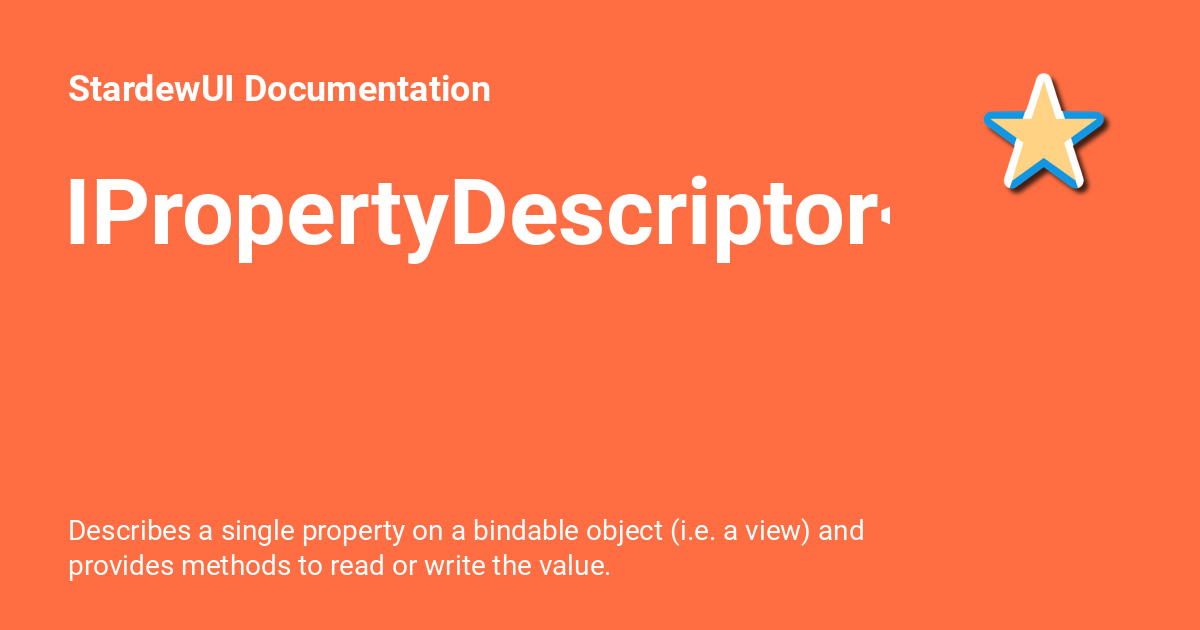 StardewUI Documentation
IPropertyDescriptor
Describes a single property on a bindable object (i.e. a view) and
provides methods to read or write the value.